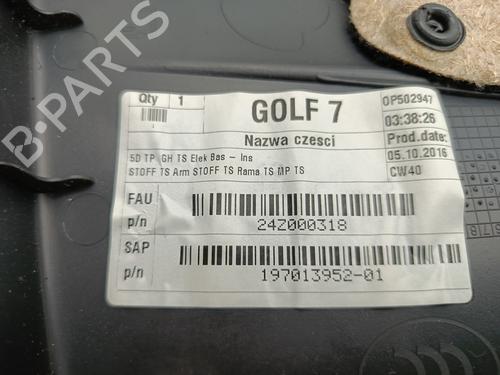 B-PARTS
Qty 1
GOLF 7
OP502947
03:38:26
Nazwa czesci
Prod.date:
05.10.2016
5D TP GH TS Elek Bas - Ins
STOFF TS Arm STOFF TS Rama TS MP TS
CW40
FAU
p/n
24Z000318
SAP
p/n
197013952-01